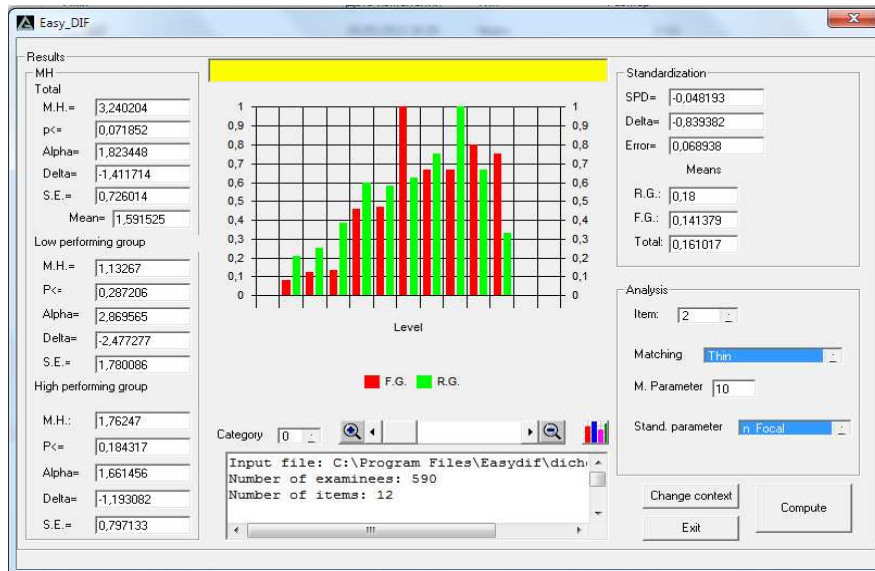 Easy_DIF
Results
MH
Total
M.H.= 3,240204
p<= 0,071852
Alpha= 1,823448
Delta= -1,411714
S.E.= 0,726014
Mean= 1,591525
Low performing group
M.H.= 1,13267
P<= 0,287206
Alpha= 2,869565
Delta= -2,477277
S.E.= 1,780086
High performing group
M.H.: 1,76247
P<= 0,184317
Alpha= 1,661456
Delta= -1,193082
S.E.= 0,797133
1 1
0,9 0,9
0,8 0,8
0,7 0,7
0,6 0,6
0,5 0,5
0,4 0,4
0,3 0,3
0,2 0,2
0,1 0,1
0 0
Level
F.G. R.G.
Category 0
Input file: C:\Program Files\Easydif\dich
Number of examinees: 590
Number of items: 12
Standardization
SPD= -0,048193
Delta= -0,839382
Error= 0,068938
Means
R.G.: 0,18
F.G.: 0,141379
Total: 0,161017
Analysis
Item: 2
Matching Thin
M. Parameter 10
Stand. parameter n Focal
Change context
Compute
Exit